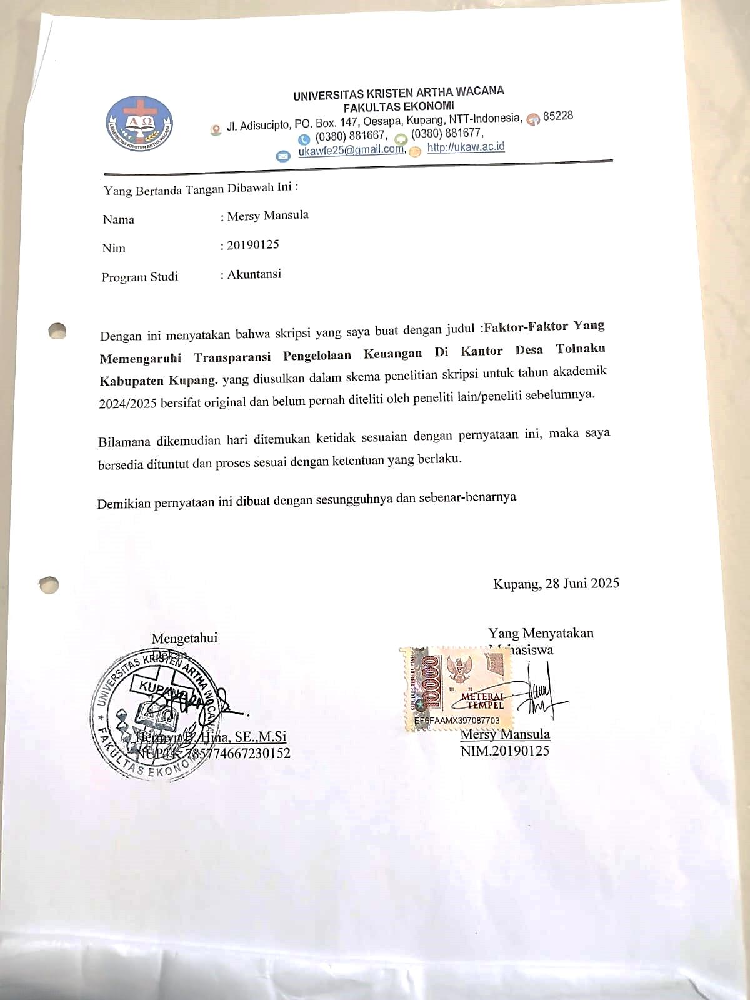 UNIVERSITAS KRISTEN ARTHA WACANA
FAKULTAS EKONOMI
Jl. Adisucipto, PO. Box. 147, Oesapa, Kupang, NTT-Indonesia, 85228
(0380) 881667, (0380) 881677,
ukawfe25@gmail.com, http://ukaw.ac.id
Α Ω
UNIVERSITAS KRISTEN ARTHA WACANA
Yang Bertanda Tangan Dibawah Ini :
Nama : Mersy Mansula
Nim : 20190125
Program Studi : Akuntansi
Dengan ini menyatakan bahwa skripsi yang saya buat dengan judul :Faktor-Faktor Yang
Memengaruhi Transparansi Pengelolaan Keuangan Di Kantor Desa Tolnaku
Kabupaten Kupang. yang diusulkan dalam skema penelitian skripsi untuk tahun akademik
2024/2025 bersifat original dan belum pernah diteliti oleh peneliti lain/peneliti sebelumnya.
Bilamana dikemudian hari ditemukan ketidak sesuaian dengan pernyataan ini, maka saya
bersedia dituntut dan proses sesuai dengan ketentuan yang berlaku.
Demikian pernyataan ini dibuat dengan sesungguhnya dan sebenar-benarnya
Kupang, 28 Juni 2025
Mengetahui
Dekan
UNIVERSITAS KRISTEN ARTHA WACANA
KUPANG
FAKULTAS EKONOMI
Hina, SE.,M.Si
785774667230152
Yang Menyatakan
hasiswa
SEPULUH RIBU RUPIAH
10000
TGL. 20
METERAI
TEMPEL
EF6FAAMX397087703
Mersy Mansula
NIM.20190125